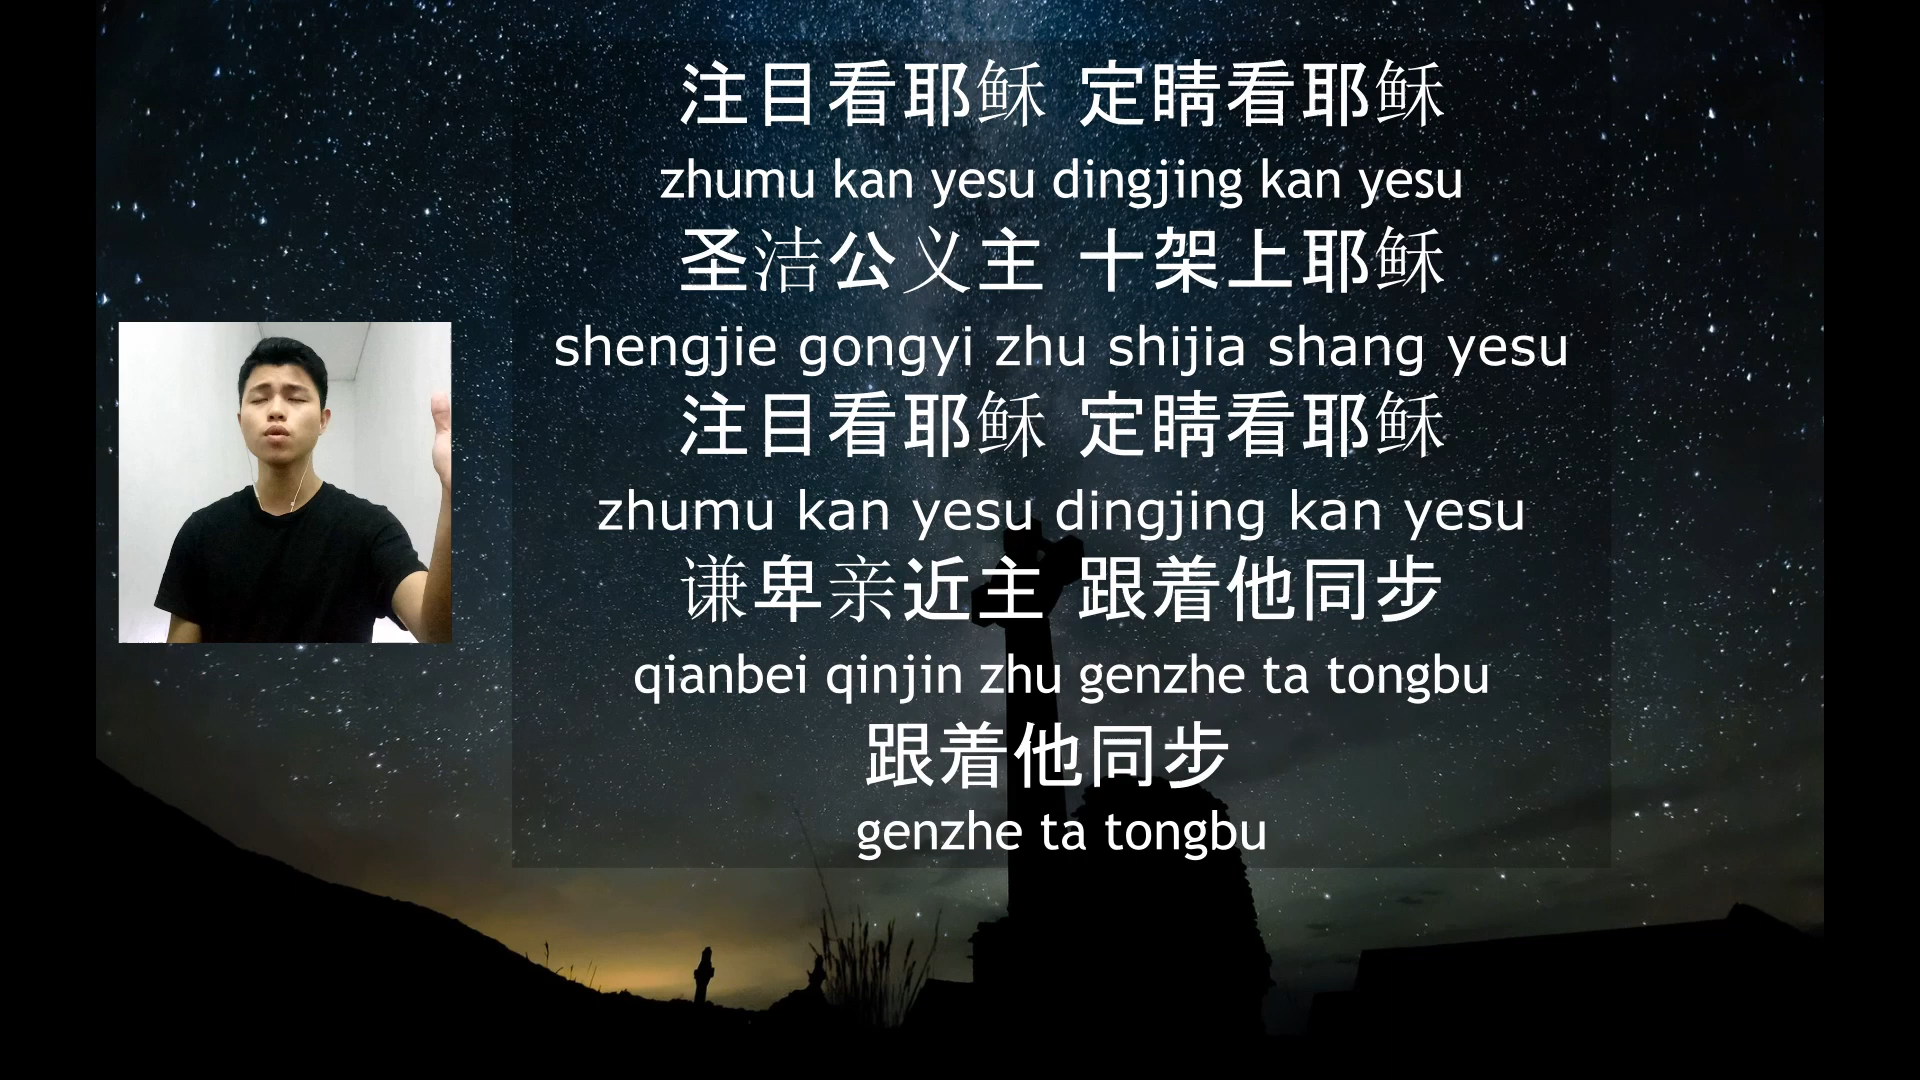 注目看耶稣 定睛看耶稣
zhumu kan yesu dingjing kan yesu
圣洁公义主 十架上耶稣
shengjie gongyi zhu shijia shang yesu
注目看耶稣 定睛看耶稣
zhumu kan yesu dingjing kan yesu
谦卑亲近主 跟着他同步
qianbei qinjin zhu genzhe ta tongbu
跟着他同步
genzhe ta tongbu